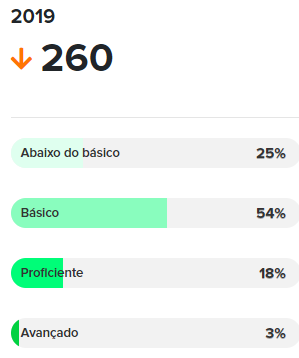 2019
260
Abaixo do básico 25%
Básico 54%
Proficiente 18%
Avançado 3%